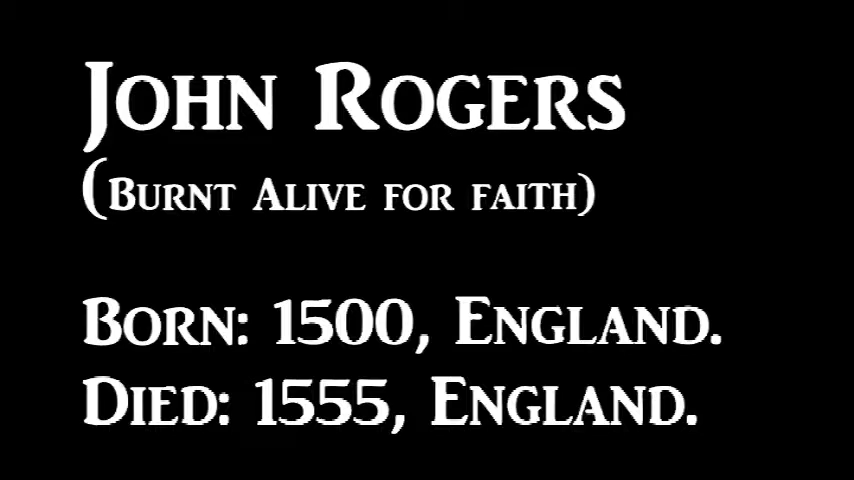 John Rogers
(Burnt Alive for faith)
Born: 1500, England.
Died: 1555, England.